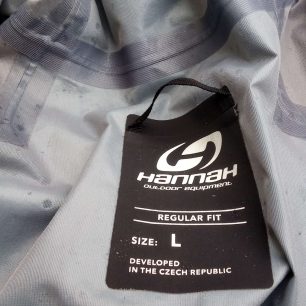 HANNAH
OUTDOOR EQUIPMENT
REGULAR FIT
SIZE: L
DEVELOPED
IN THE CZECH REPUBLIC